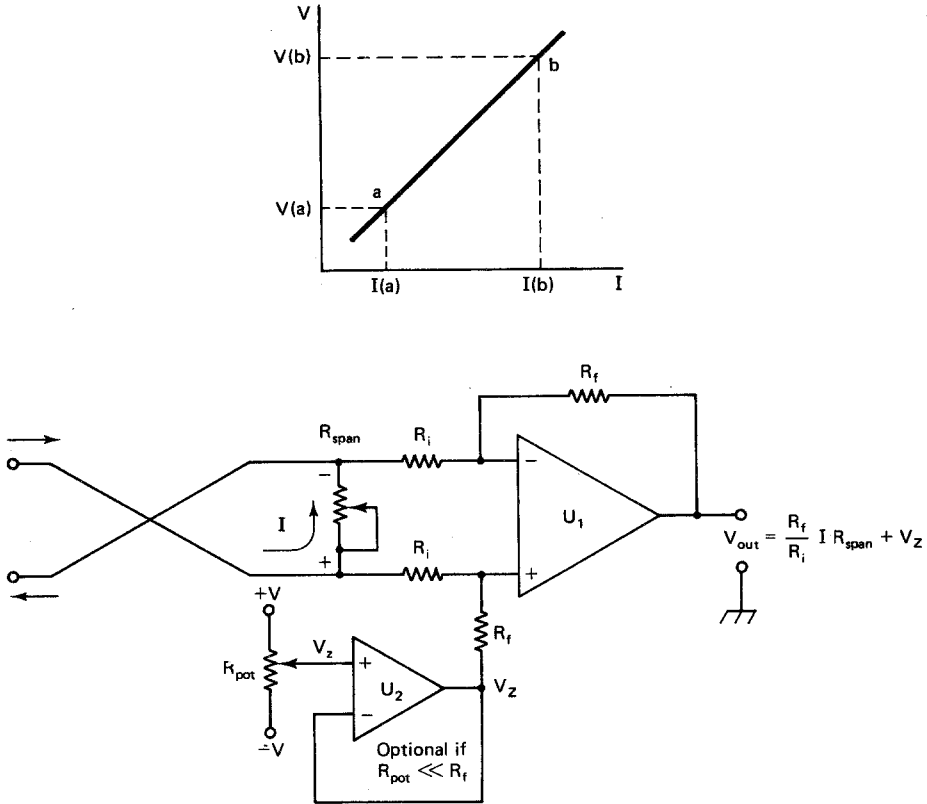 V
V(b)
b
a
V(a)
I(a)
I(b)
I
R_f
R_span
R_i
−
−
I
U_1
V_out = R_f / R_i I R_span + V_Z
+
R_i
+
+V
R_f
R_pot
V_z
+
U_2
V_Z
−
−V
Optional if
R_pot << R_f